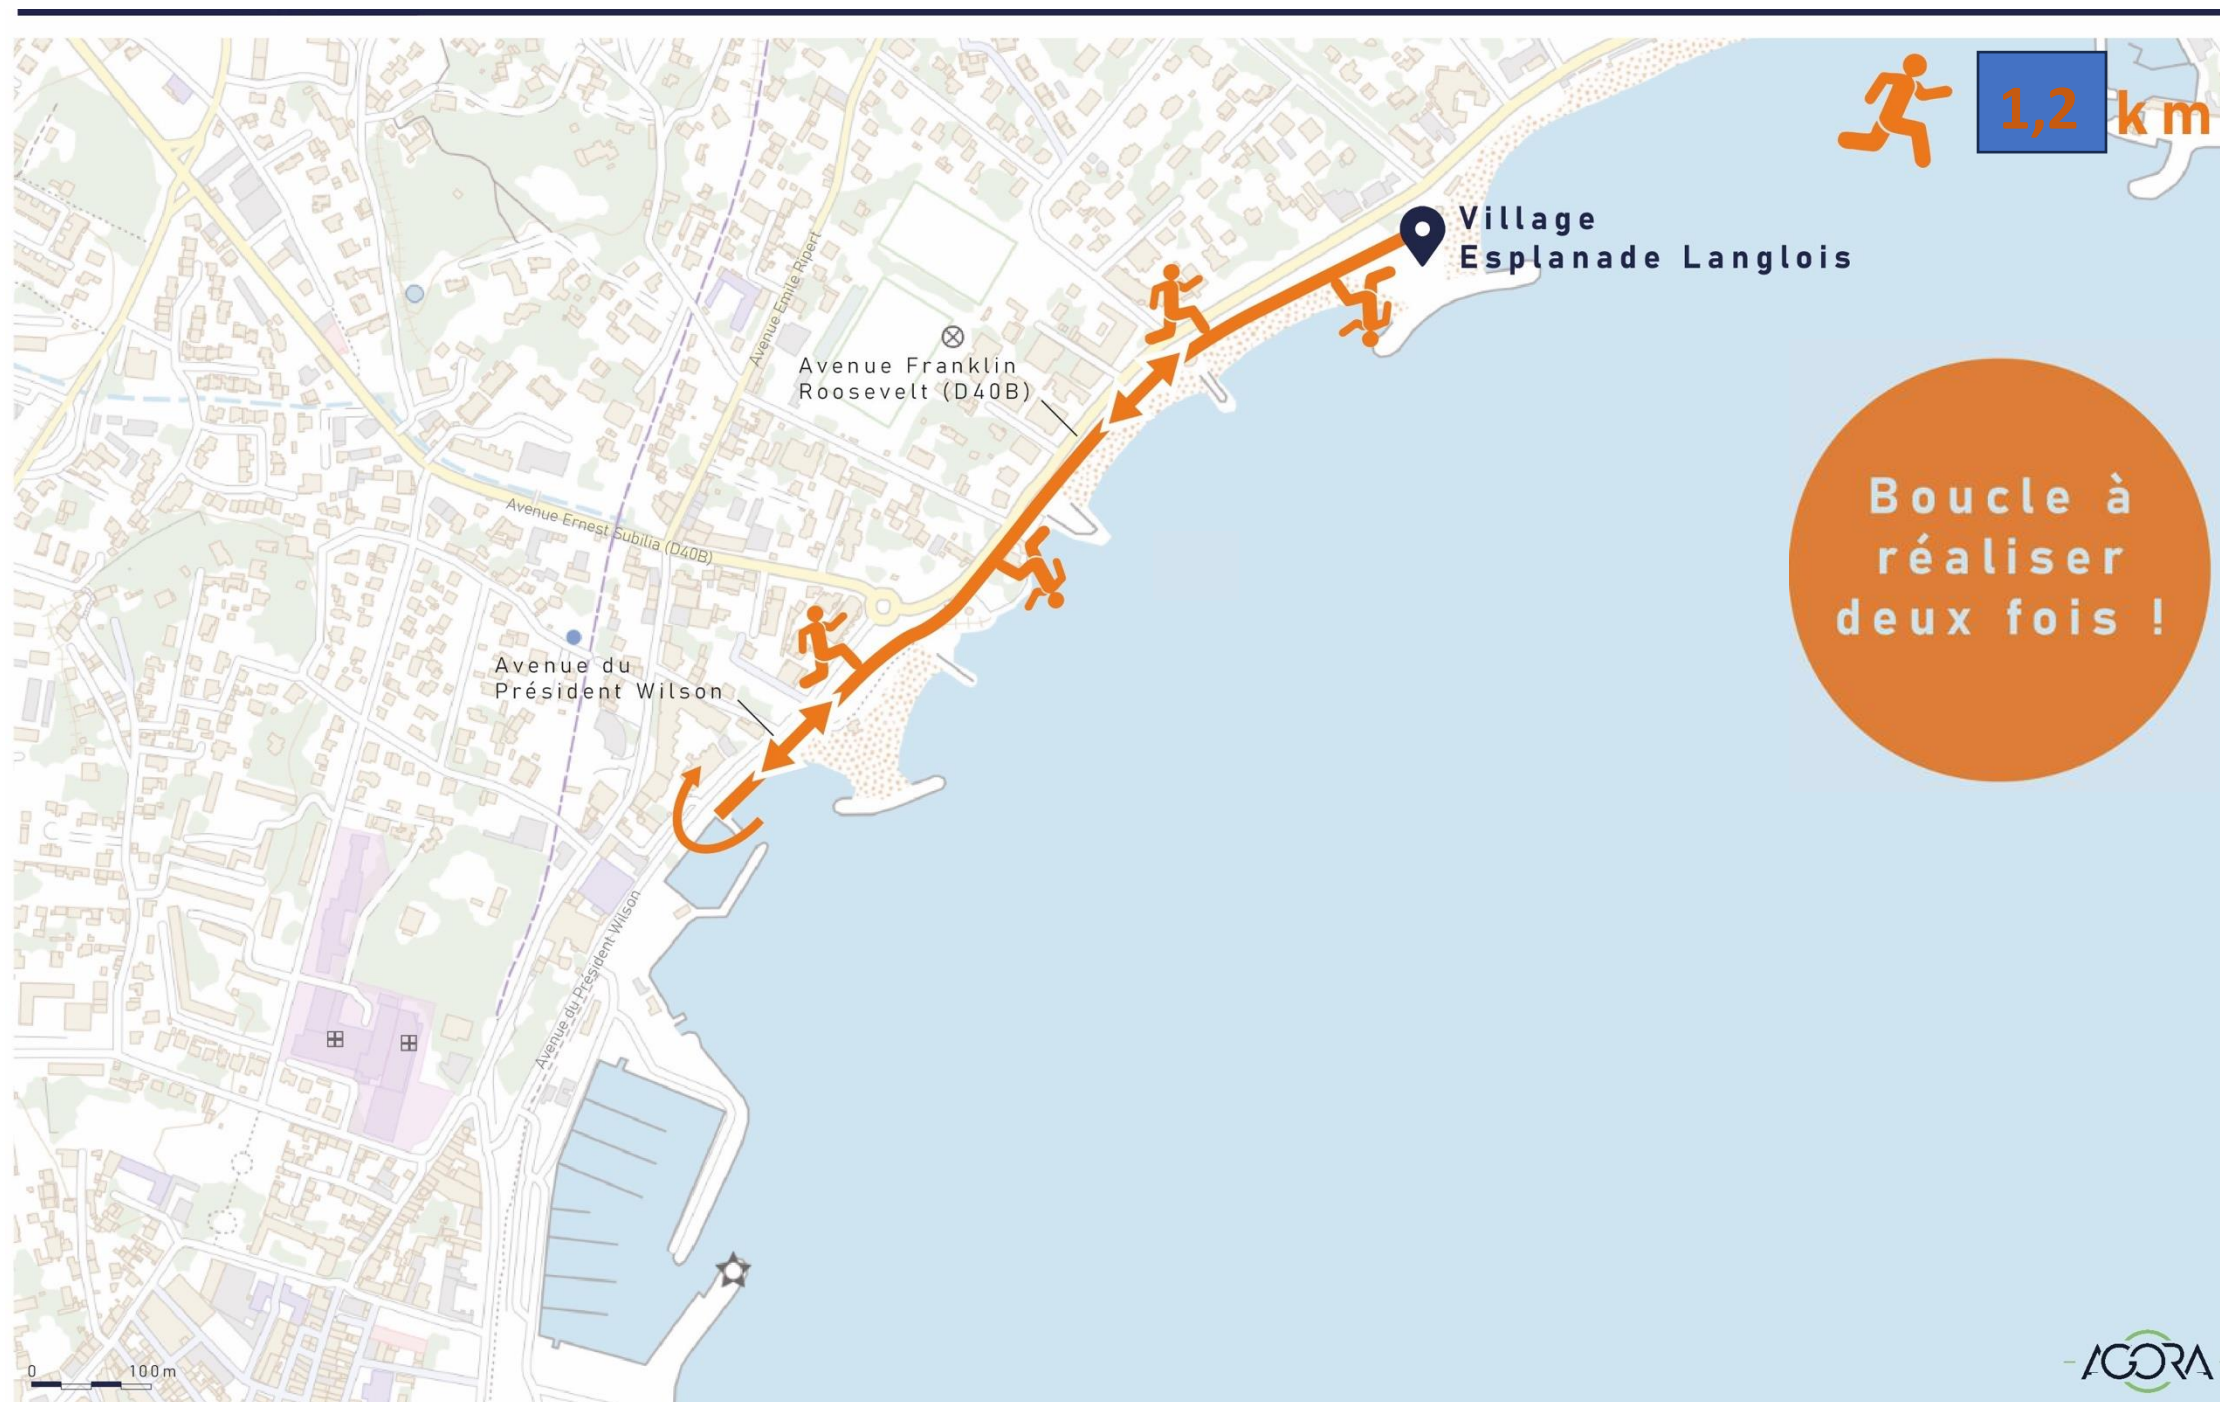 1,2 km
Village
Esplanade Langlois
Avenue Emile Ripert
Avenue Franklin
Roosevelt (D40B)
Boucle à
réaliser
deux fois !
Avenue Ernest Subilia (D40B)
Avenue du
Président Wilson
Avenue du Président Wilson
0 100 m
AGORA